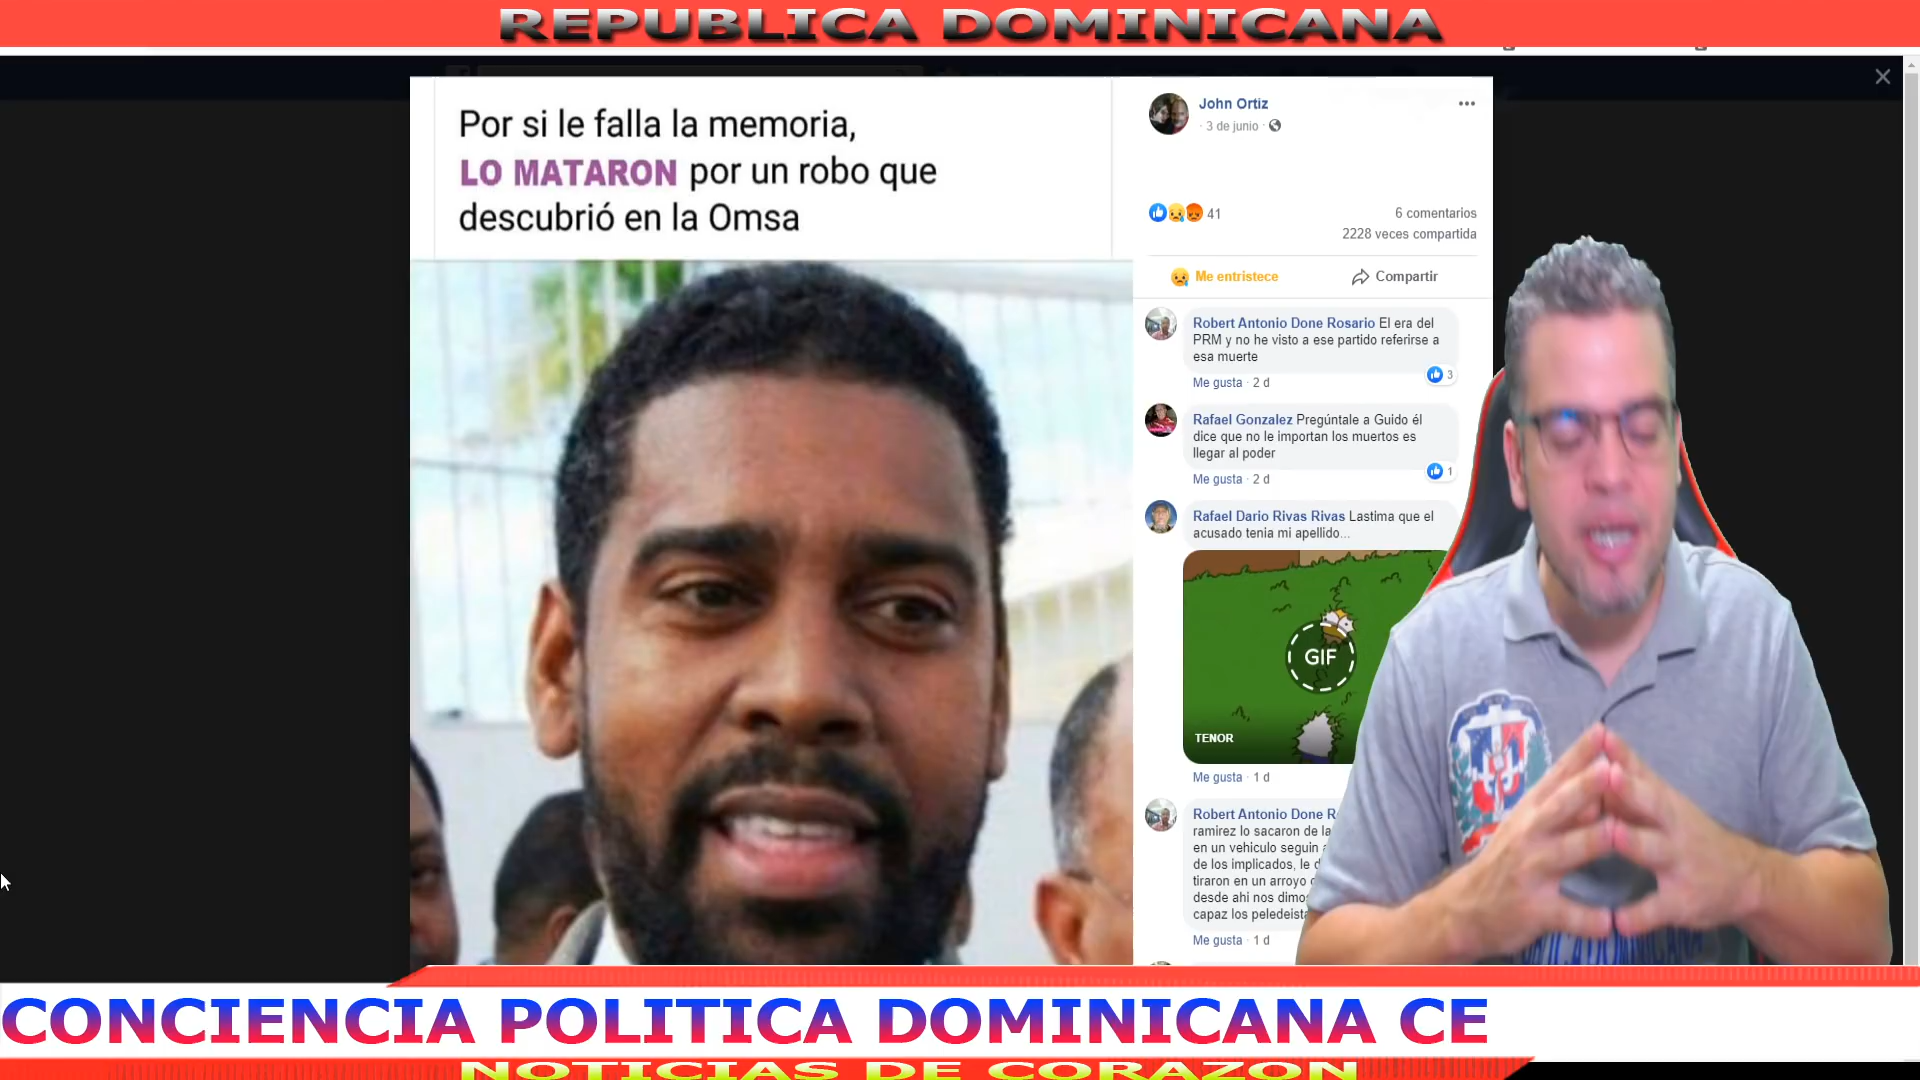 REPUBLICA DOMINICANA
Por si le falla la memoria,
LO MATARON por un robo que
descubrió en la Omsa
John Ortiz
· 3 de junio ·
41
6 comentarios
2228 veces compartida
Me entristece
Compartir
Robert Antonio Done Rosario El era del
PRM y no he visto a ese partido referirse a
esa muerte
3
Me gusta · 2 d
Rafael Gonzalez Pregúntale a Guido él
dice que no le importan los muertos es
llegar al poder
1
Me gusta · 2 d
Rafael Dario Rivas Rivas Lastima que el
acusado tenia mi apellido...
GIF
TENOR
Me gusta · 1 d
Robert Antonio Done R
ramirez lo sacaron de la
en un vehiculo seguin
de los implicados, le
tiraron en un arroyo
desde ahi nos dimos
capaz los peledeista
Me gusta · 1 d
CONCIENCIA POLITICA DOMINICANA CE
NOTICIAS DE CORAZON